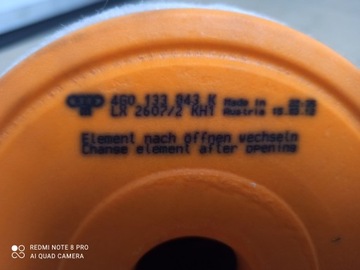 4G0 133 843 K Made in
LX 2607/2 KHT Austria
Element nach öffnen wechseln
Change element after opening
REDMI NOTE 8 PRO
AI QUAD CAMERA